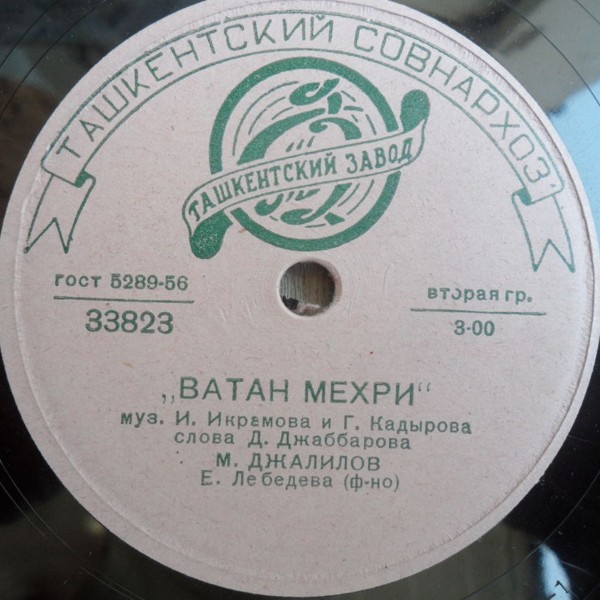 ТАШКЕНТСКИЙ СОВНАРХОЗ
ТАШКЕНТСКИЙ ЗАВОД
ГОСТ 5289-56
33823
вторая гр.
3-00
„ВАТАН МЕХРИ“
муз. И. Икрамова и Г. Кадырова
слова Д. Джаббарова
М. ДЖАЛИЛОВ
Е. Лебедева (ф-но)